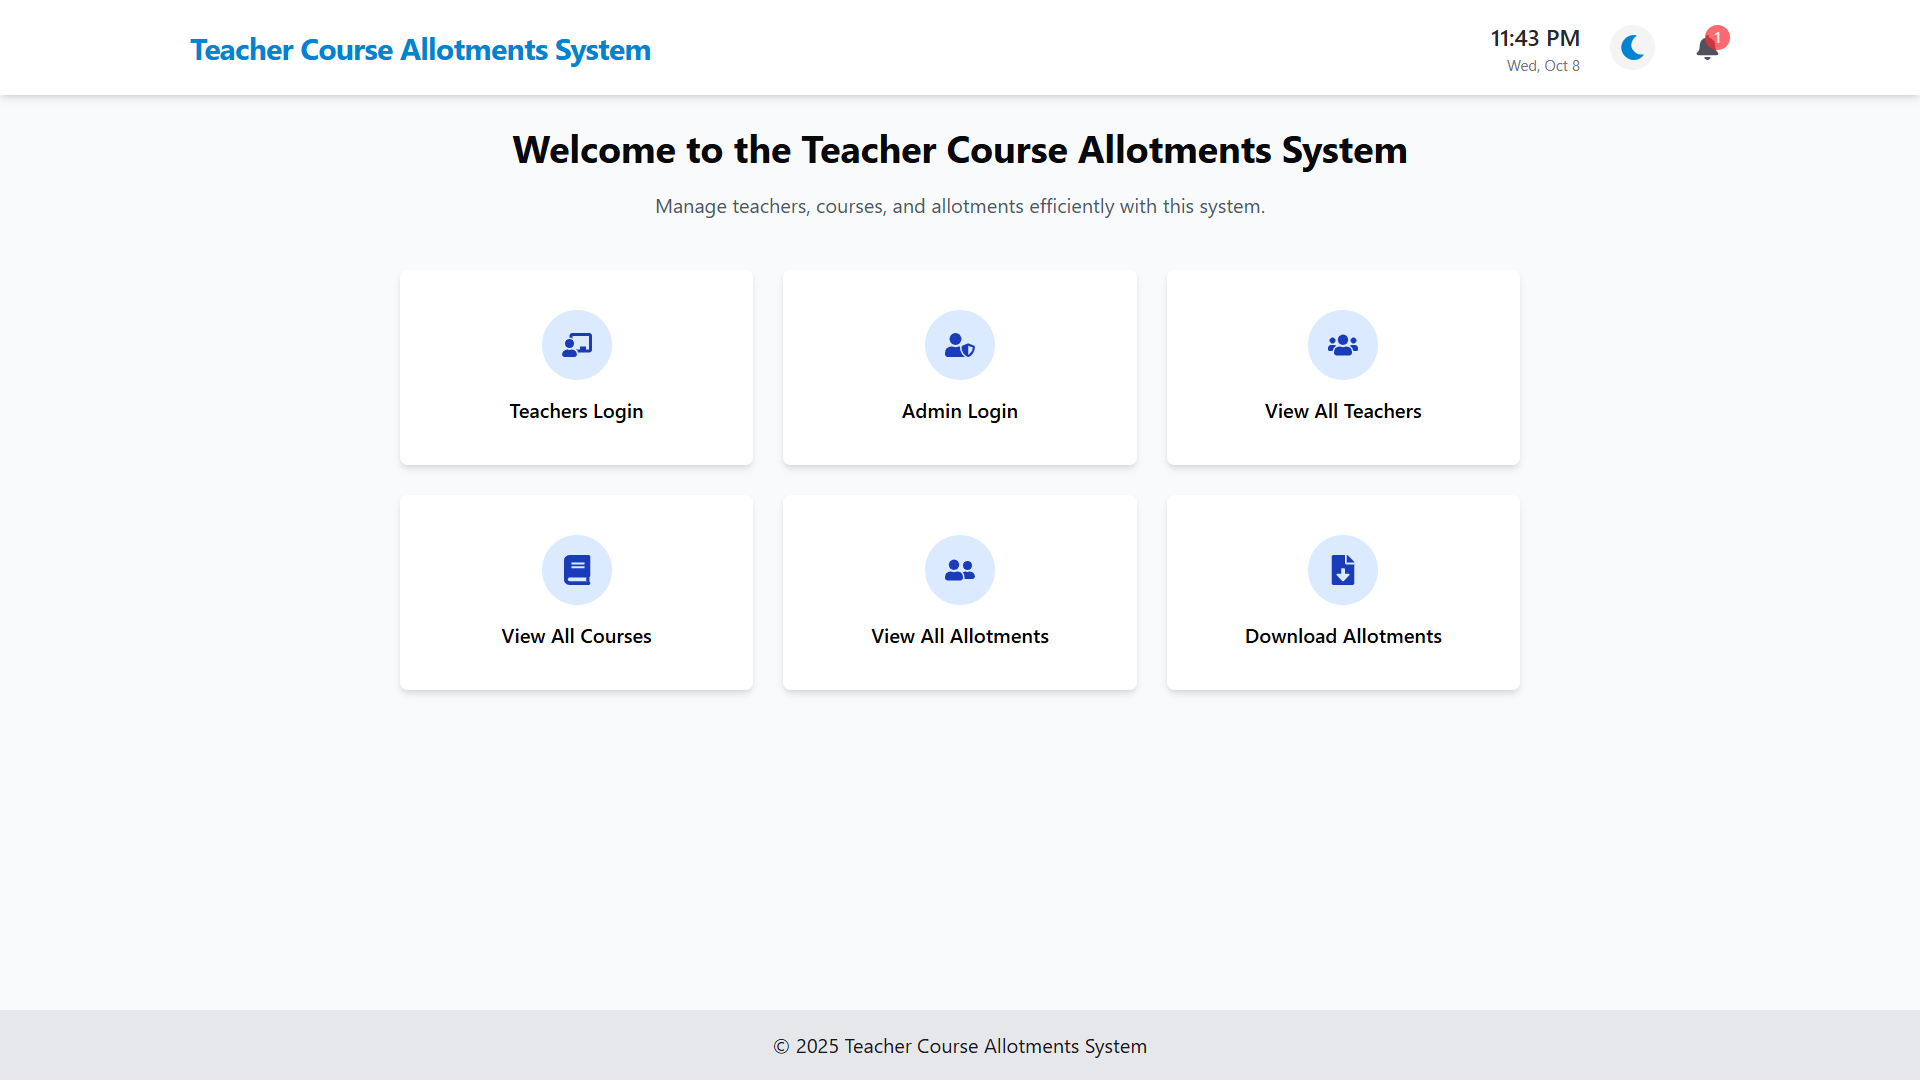 Teacher Course Allotments System
11:43 PM
Wed, Oct 8
1
Welcome to the Teacher Course Allotments System
Manage teachers, courses, and allotments efficiently with this system.
Teachers Login
Admin Login
View All Teachers
View All Courses
View All Allotments
Download Allotments
© 2025 Teacher Course Allotments System